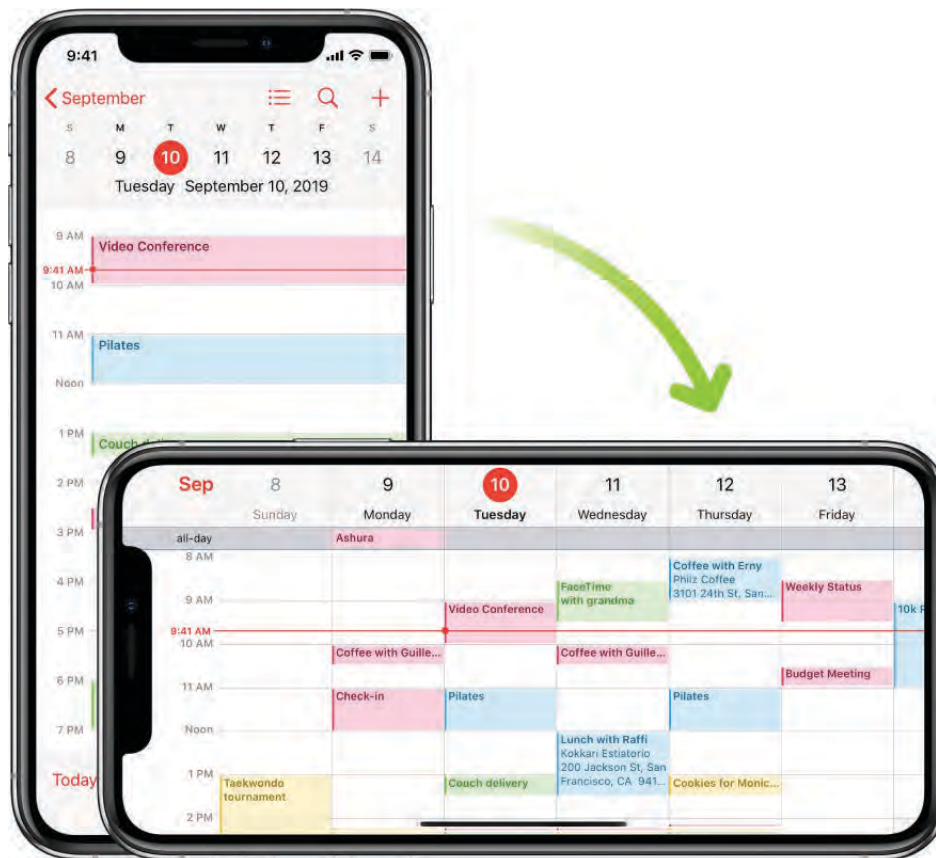 9:41
September
S M T W T F S
8 9 10 11 12 13 14
Tuesday September 10, 2019
9 AM
Video Conference
9:41 AM
10 AM
11 AM
Pilates
Noon
1 PM
Couch
2 PM
3 PM
4 PM
5 PM
6 PM
7 PM
Today
Sep 8 9 10 11 12 13
Sunday Monday Tuesday Wednesday Thursday Friday
all-day Ashura
8 AM
Coffee with Erny
Philz Coffee
3101 24th St, San...
FaceTime
with grandma
Weekly Status
9 AM
Video Conference
10k
9:41 AM
10 AM
Coffee with Guille...
Coffee with Guille...
Budget Meeting
11 AM
Check-in
Pilates
Pilates
Noon
Lunch with Raffi
Kokkari Estiatorio
200 Jackson St, San
Francisco, CA 941...
1 PM
Taekwondo
tournament
Couch delivery
Cookies for Monic...
2 PM